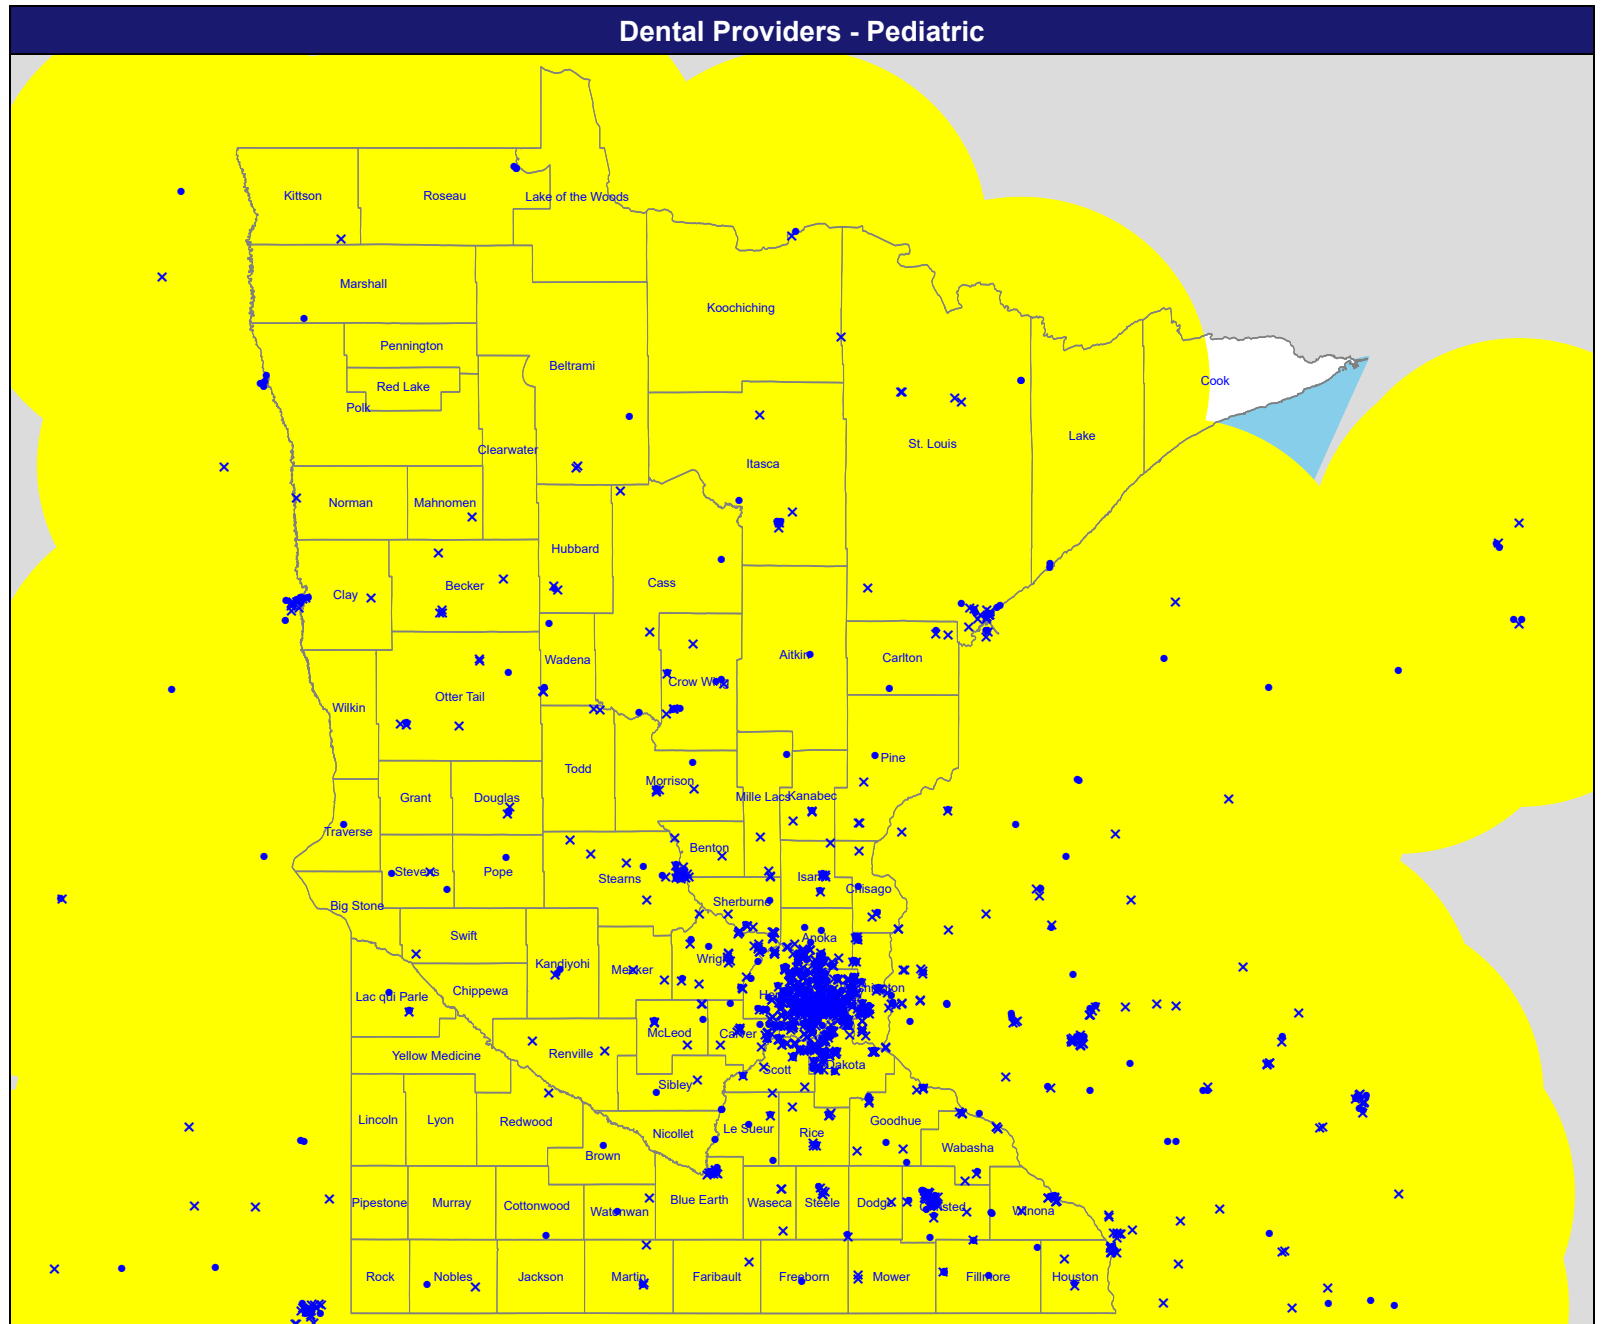 Dental Providers - Pediatric
Kittson
Roseau
Lake of the Woods
Marshall
Koochiching
Pennington
Beltrami
Red Lake
Polk
Cook
Clearwater
St. Louis
Lake
Itasca
Norman
Mahnomen
Hubbard
Clay
Becker
Cass
Wadena
Aitkin
Carlton
Crow Wing
Otter Tail
Wilkin
Pine
Todd
Morrison
Grant
Douglas
Mille Lacs
Kanabec
Traverse
Benton
Stevens
Pope
Stearns
Isanti
Chisago
Sherburne
Big Stone
Swift
Anoka
Kandiyohi
Meeker
Wright
Chippewa
Lac qui Parle
McLeod
Carver
Yellow Medicine
Renville
Scott
Dakota
Sibley
Lincoln
Lyon
Redwood
Nicollet
Le Sueur
Rice
Goodhue
Wabasha
Brown
Pipestone
Murray
Cottonwood
Watonwan
Blue Earth
Waseca
Steele
Dodge
Olmsted
Winona
Rock
Nobles
Jackson
Martin
Faribault
Freeborn
Mower
Fillmore
Houston